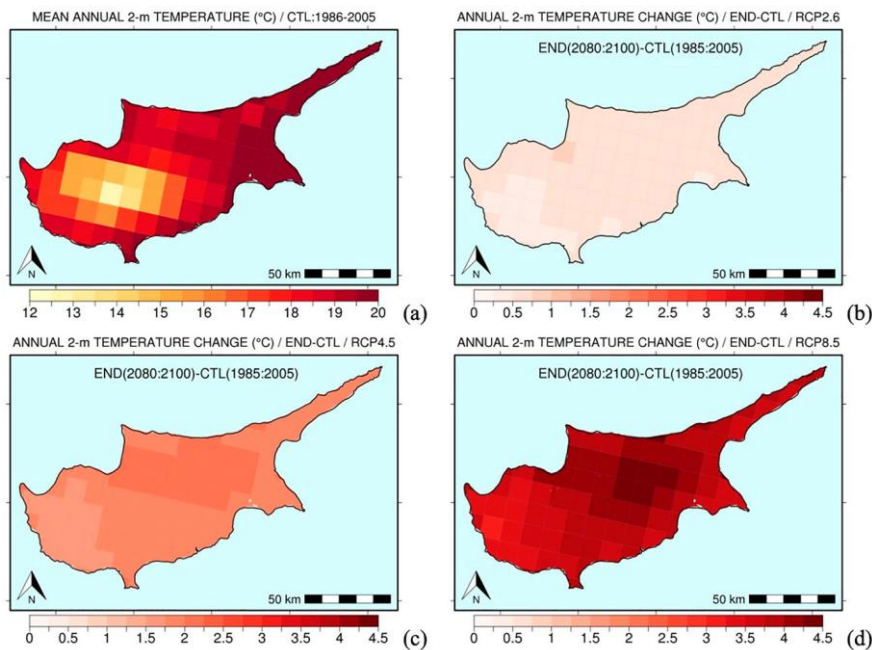 MEAN ANNUAL 2-m TEMPERATURE (°C) / CTL:1986-2005
N
50 km
12 13 14 15 16 17 18 19 20
(a)
ANNUAL 2-m TEMPERATURE CHANGE (°C) / END-CTL / RCP2.6
END(2080:2100)-CTL(1985:2005)
N
50 km
0 0.5 1 1.5 2 2.5 3 3.5 4 4.5
(b)
ANNUAL 2-m TEMPERATURE CHANGE (°C) / END-CTL / RCP4.5
END(2080:2100)-CTL(1985:2005)
N
50 km
0 0.5 1 1.5 2 2.5 3 3.5 4 4.5
(c)
ANNUAL 2-m TEMPERATURE CHANGE (°C) / END-CTL / RCP8.5
END(2080:2100)-CTL(1985:2005)
N
50 km
0 0.5 1 1.5 2 2.5 3 3.5 4 4.5
(d)